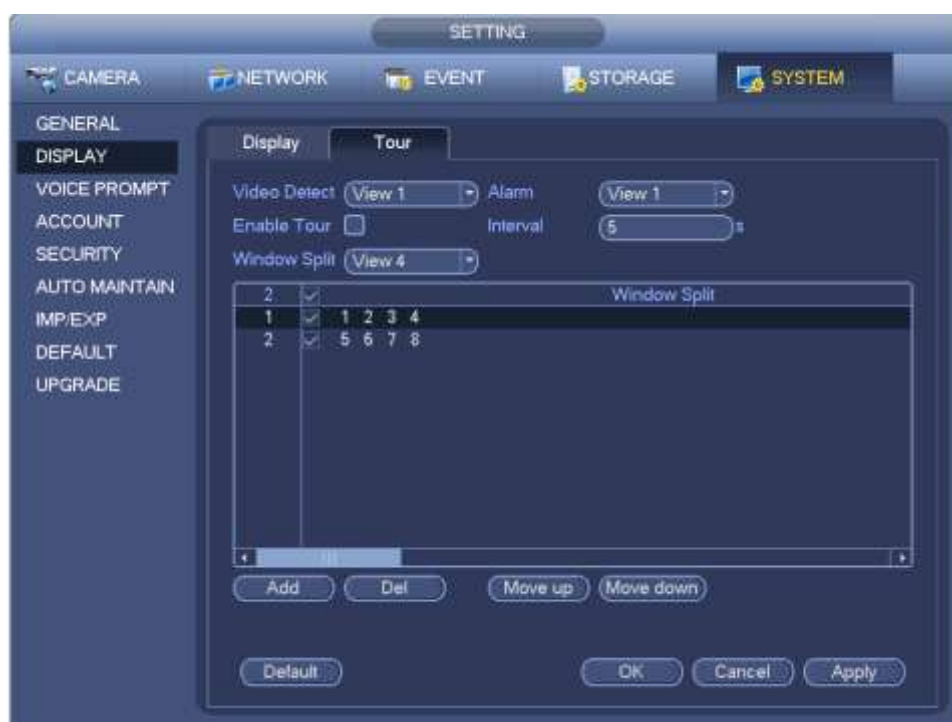 SETTING
CAMERA NETWORK EVENT STORAGE SYSTEM
GENERAL
DISPLAY
VOICE PROMPT
ACCOUNT
SECURITY
AUTO MAINTAIN
IMP/EXP
DEFAULT
UPGRADE
Display Tour
Video Detect View 1 Alarm View 1
Enable Tour Interval 5 s
Window Split View 4
2 Window Split
1 1 2 3 4
2 5 6 7 8
Add Del Move up Move down
Default OK Cancel Apply